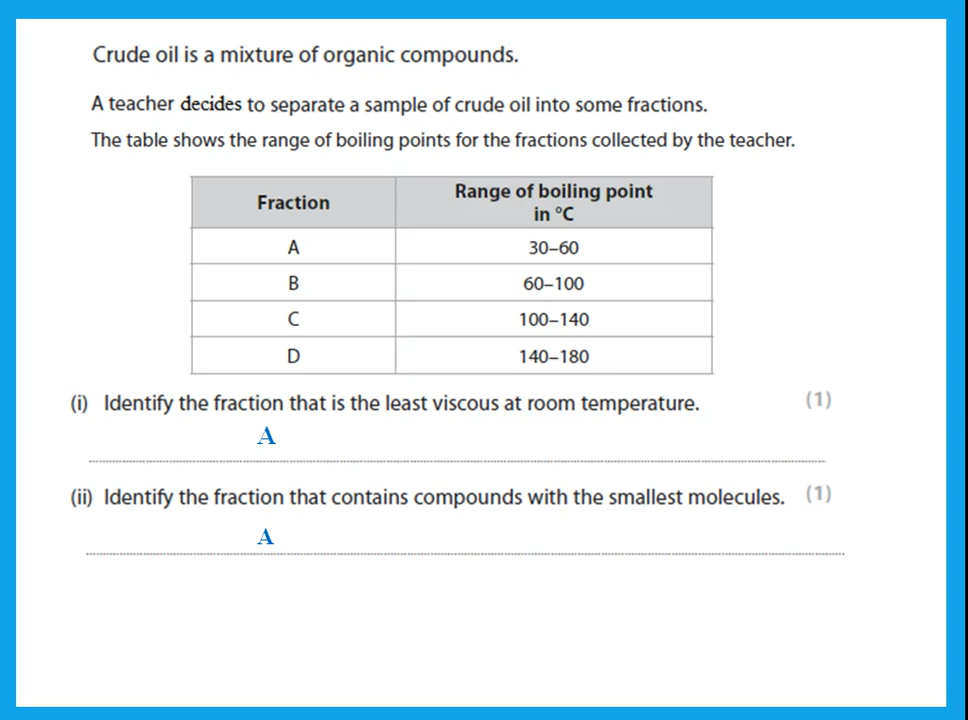 Crude oil is a mixture of organic compounds.
A teacher decides to separate a sample of crude oil into some fractions.
The table shows the range of boiling points for the fractions collected by the teacher.
Fraction Range of boiling point in °C
A 30–60
B 60–100
C 100–140
D 140–180
(i) Identify the fraction that is the least viscous at room temperature. (1)
A
(ii) Identify the fraction that contains compounds with the smallest molecules. (1)
A